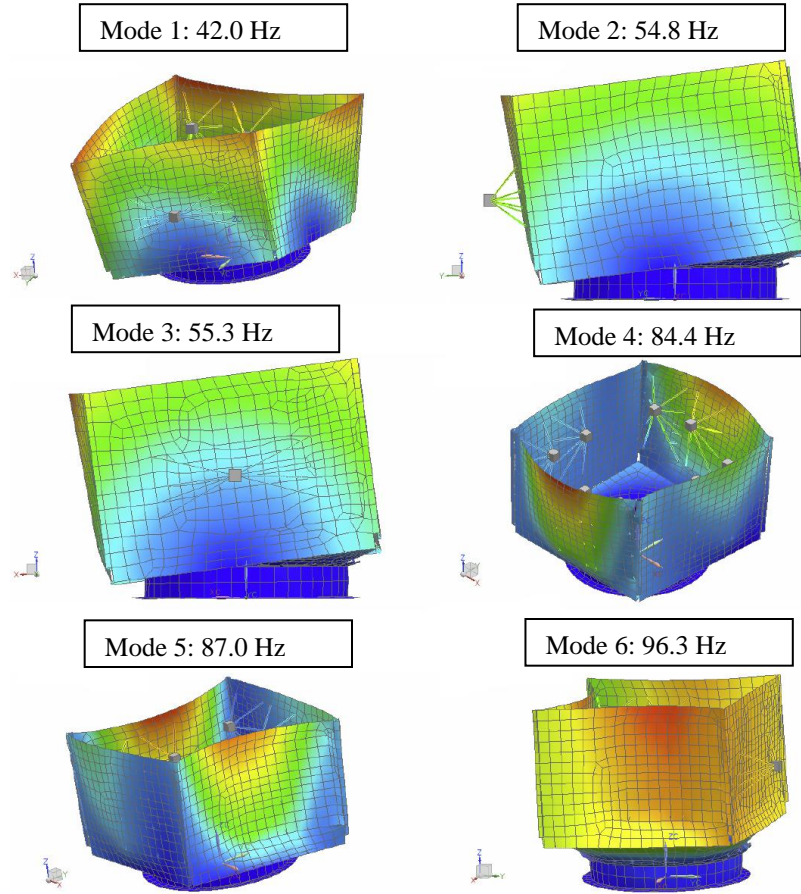 Mode 1: 42.0 Hz
Mode 2: 54.8 Hz
Mode 3: 55.3 Hz
Mode 4: 84.4 Hz
Mode 5: 87.0 Hz
Mode 6: 96.3 Hz